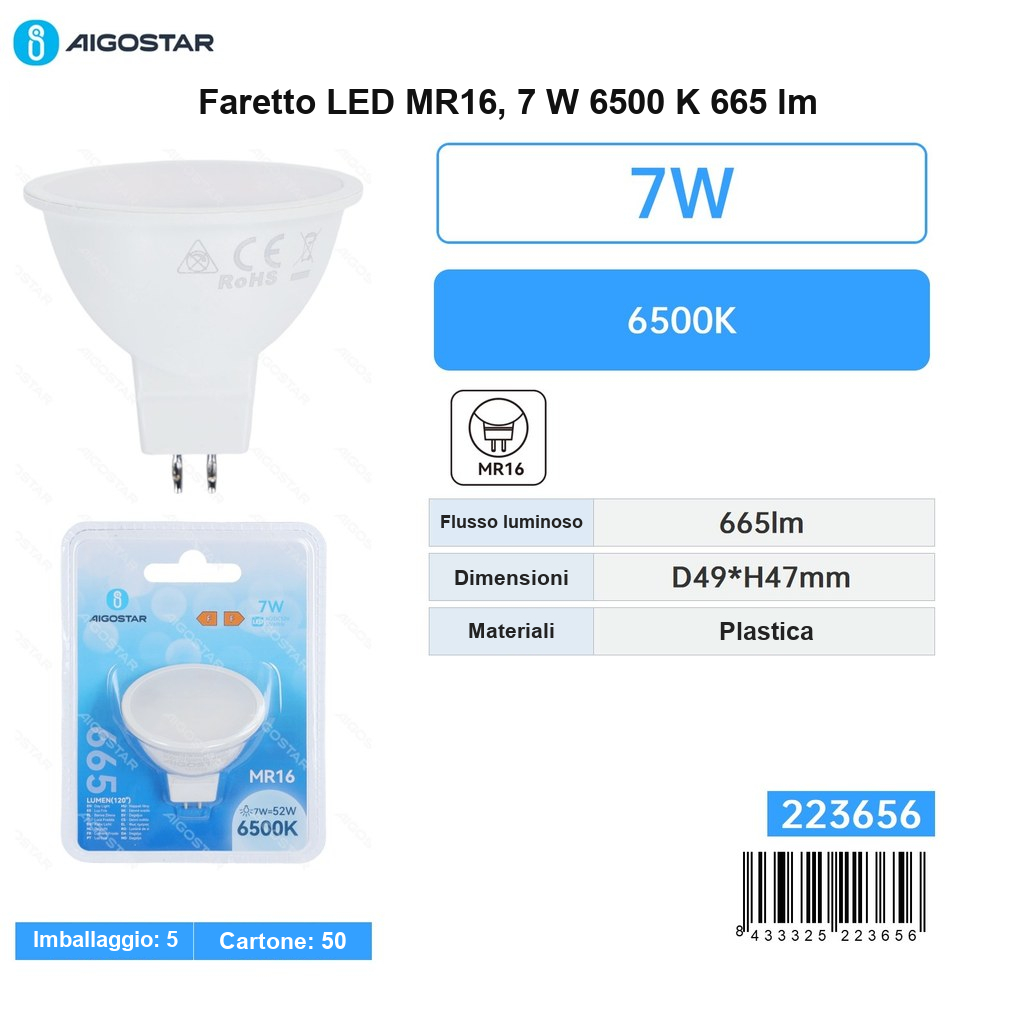 AIGOSTAR
Faretto LED MR16, 7 W 6500 K 665 lm
7W
6500K
CE
RoHS
MR16
Flusso luminoso 665lm
Dimensioni D49*H47mm
Materiali Plastica
AIGOSTAR
7W
665
LUMEN(120°)
MR16
7W=52W
6500K
223656
8 433325 223656
Imballaggio: 5 Cartone: 50